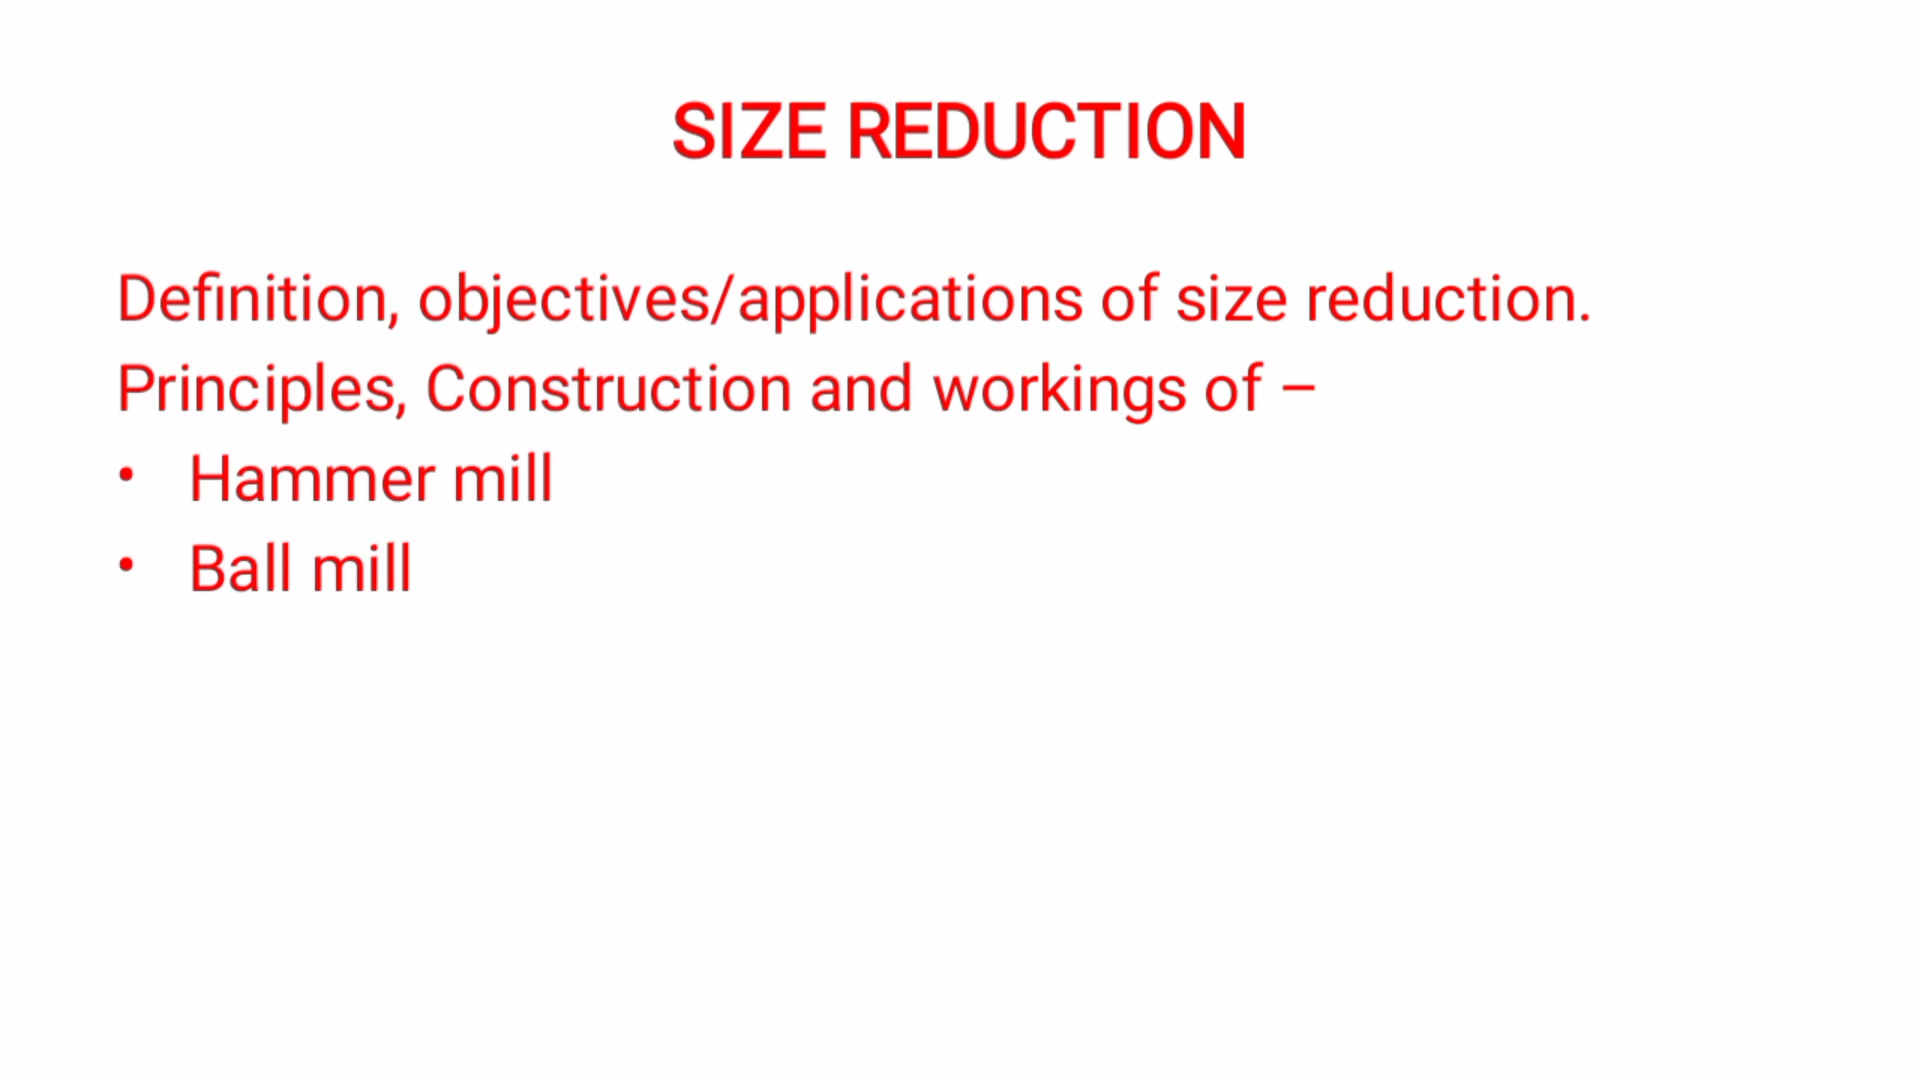 SIZE REDUCTION
Definition, objectives/applications of size reduction.
Principles, Construction and workings of –
• Hammer mill
• Ball mill